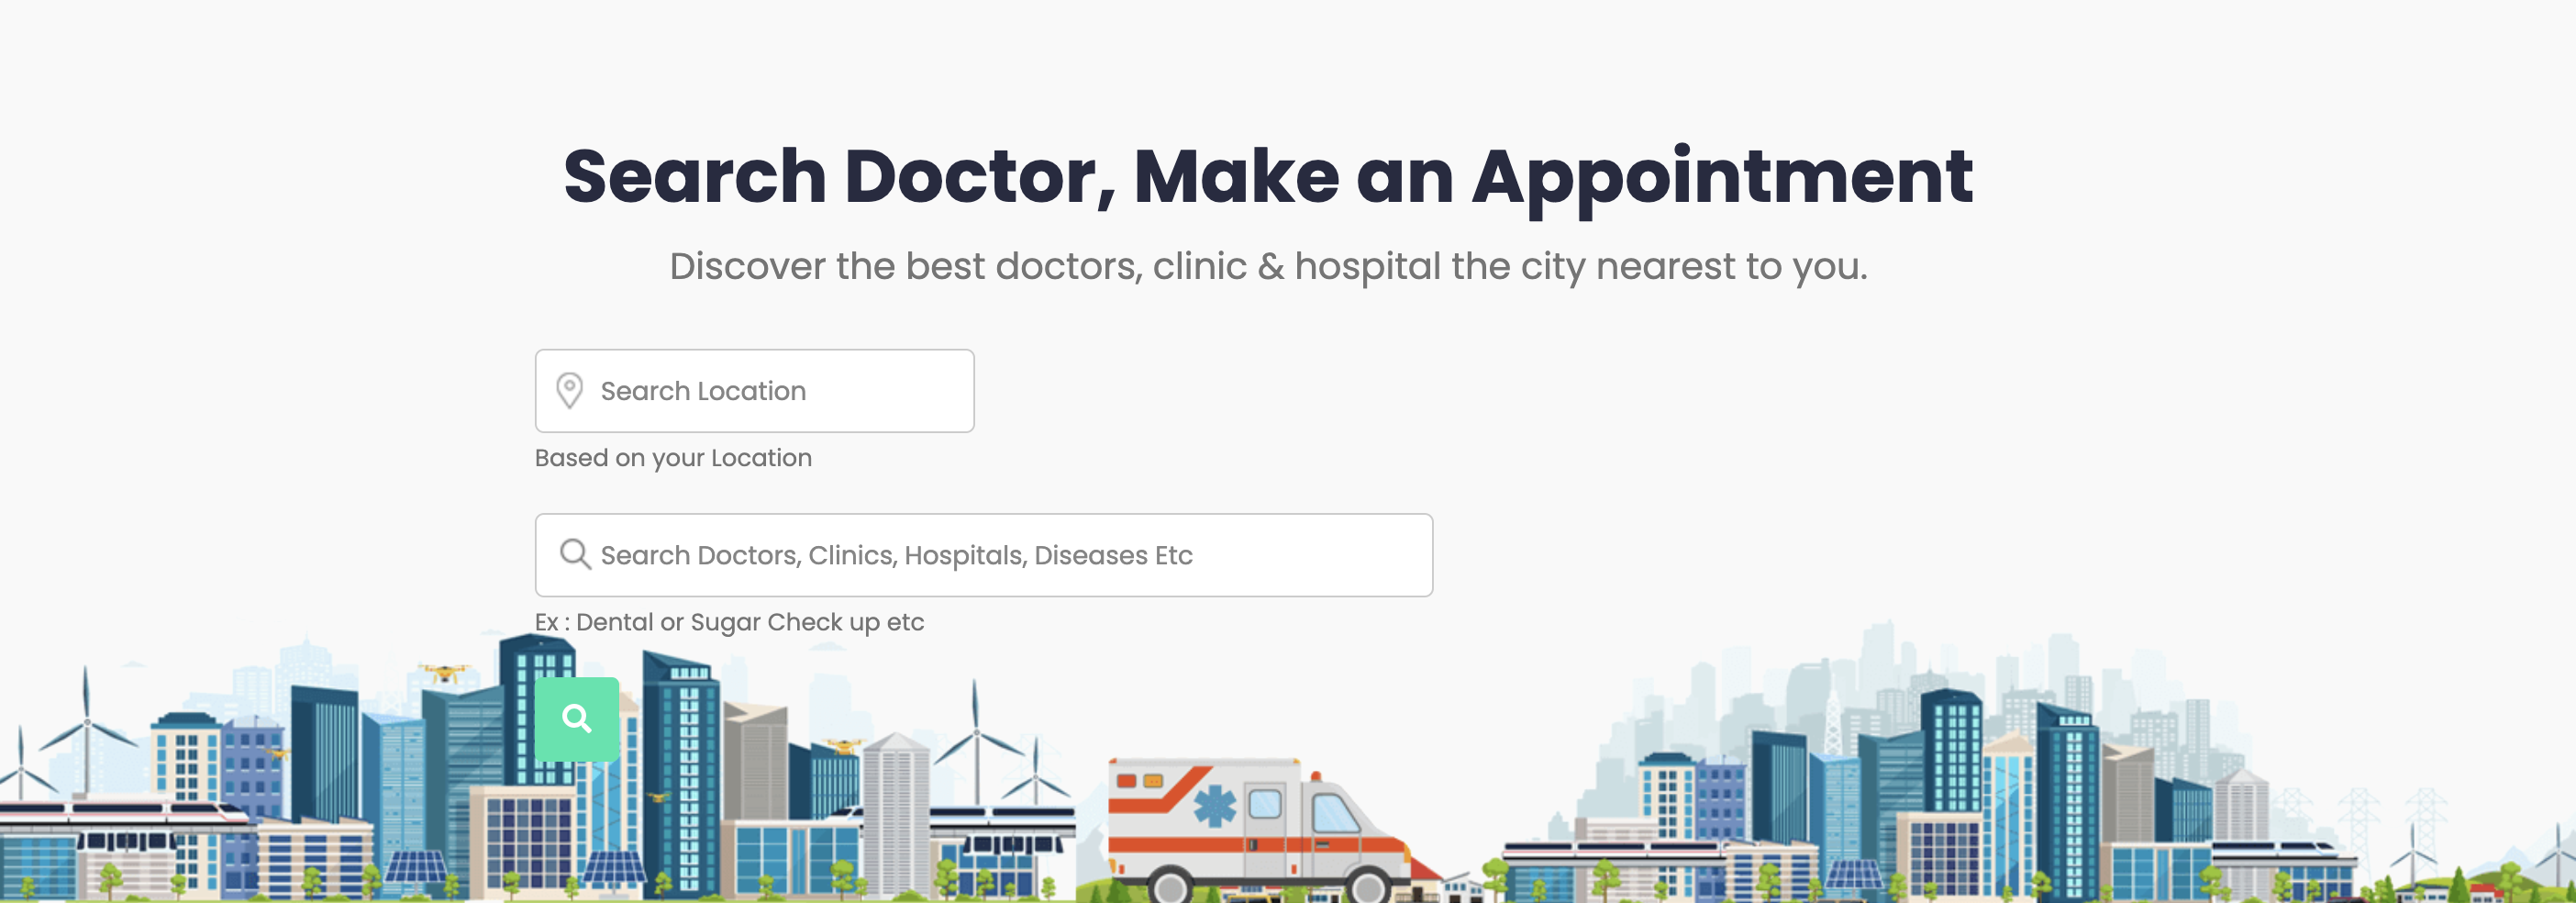 Search Doctor, Make an Appointment
Discover the best doctors, clinic & hospital the city nearest to you.
Search Location
Based on your Location
Search Doctors, Clinics, Hospitals, Diseases Etc
Ex : Dental or Sugar Check up etc